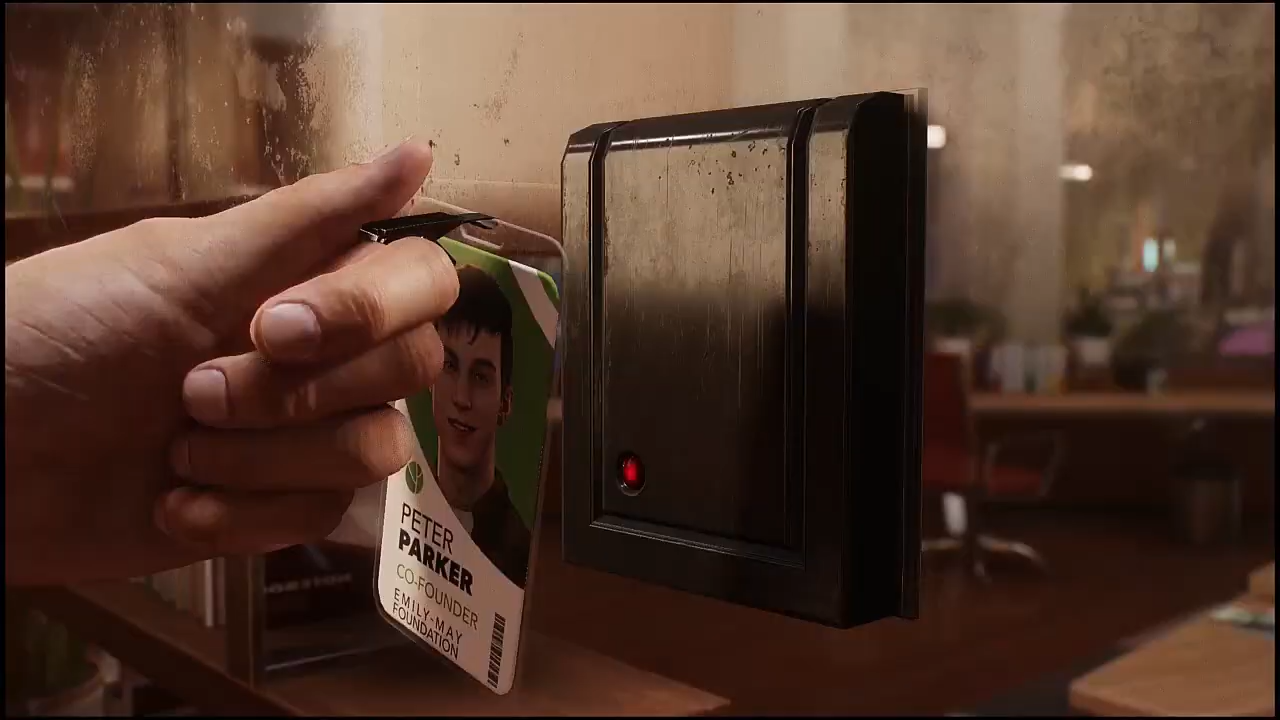 PETER
PARKER
CO-FOUNDER
EMILY-MAY
FOUNDATION